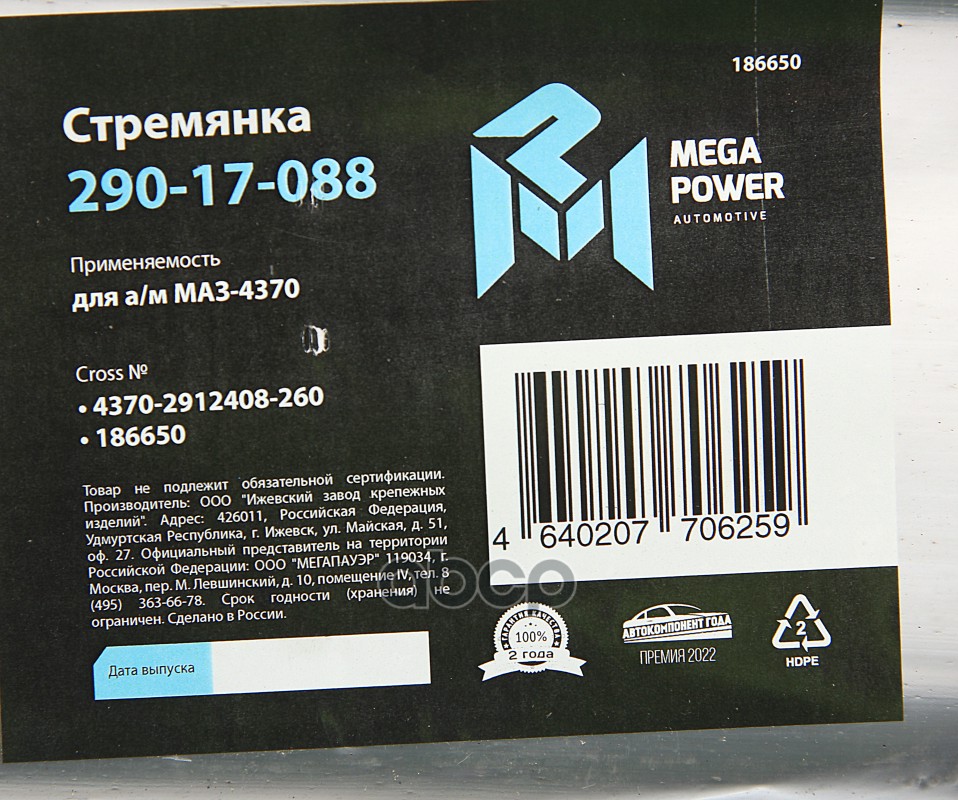 186650
Стремянка
290-17-088
MEGA
POWER
AUTOMOTIVE
Применяемость
для а/м МАЗ-4370
Cross №
• 4370-2912408-260
• 186650
Товар не подлежит обязательной сертификации.
Производитель: ООО "Ижевский завод крепежных
изделий". Адрес: 426011, Российская Федерация,
Удмуртская Республика, г. Ижевск, ул. Майская, д. 51,
оф. 27. Официальный представитель на территории
Российской Федерации: ООО "МЕГАПАУЭР" 119034, г.
Москва, пер. М. Левшинский, д. 10, помещение IV, тел. 8
(495) 363-66-78. Срок годности (хранения) не
ограничен. Сделано в России.
4 640207 706259
abcp
Дата выпуска
ГАРАНТИЯ КАЧЕСТВА
100%
2 года
АВТОКОМПОНЕНТ ГОДА
ПРЕМИЯ 2022
2
HDPE